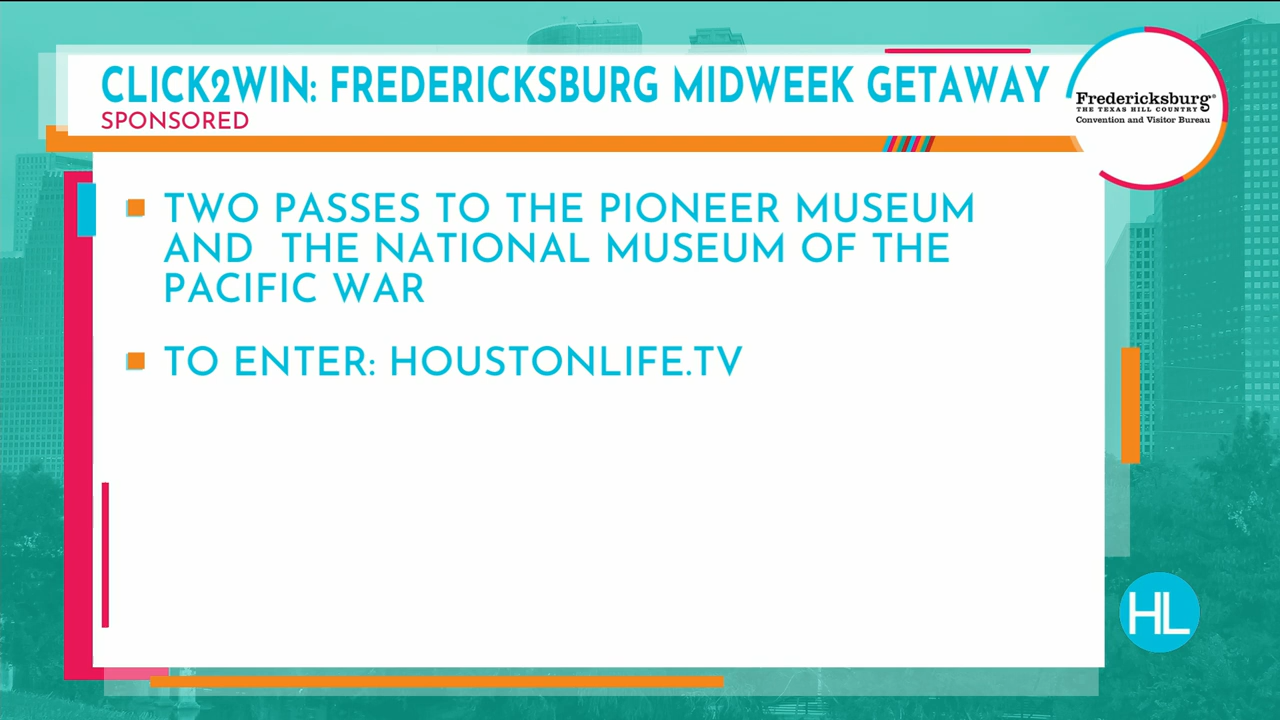 CLICK2WIN: FREDERICKSBURG MIDWEEK GETAWAY
SPONSORED
Fredericksburg®
THE TEXAS HILL COUNTRY
Convention and Visitor Bureau
TWO PASSES TO THE PIONEER MUSEUM
AND THE NATIONAL MUSEUM OF THE
PACIFIC WAR
TO ENTER: HOUSTONLIFE.TV
HL